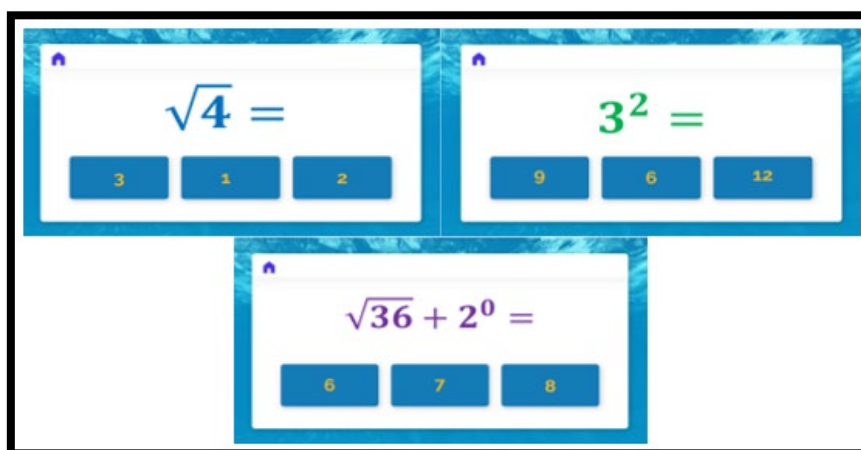 √4 =
3 1 2
3² =
9 6 12
√36 + 2⁰ =
6 7 8